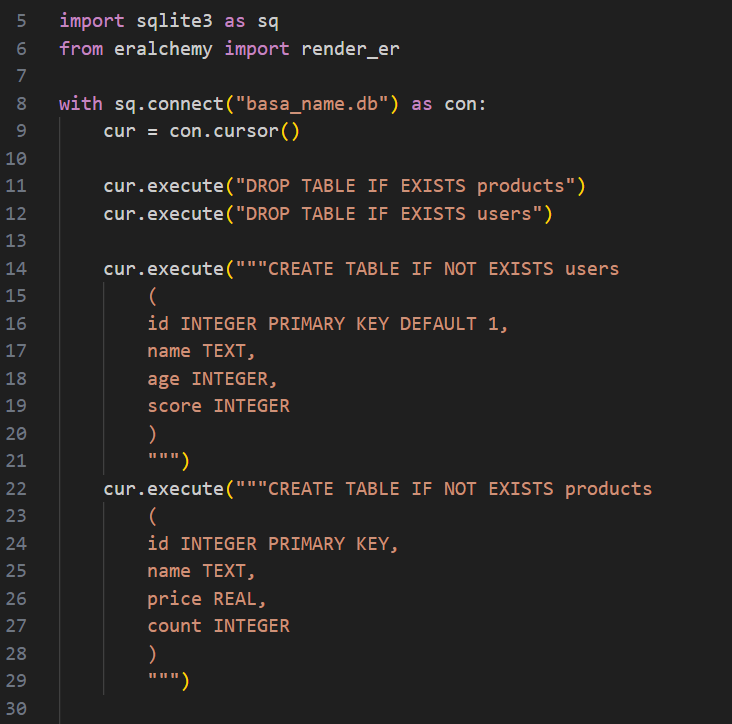 5 import sqlite3 as sq
6 from eralchemy import render_er
7
8 with sq.connect("basa_name.db") as con:
9     cur = con.cursor()
10
11     cur.execute("DROP TABLE IF EXISTS products")
12     cur.execute("DROP TABLE IF EXISTS users")
13
14     cur.execute("""CREATE TABLE IF NOT EXISTS users
15         (
16         id INTEGER PRIMARY KEY DEFAULT 1,
17         name TEXT,
18         age INTEGER,
19         score INTEGER
20         )
21         """)
22     cur.execute("""CREATE TABLE IF NOT EXISTS products
23         (
24         id INTEGER PRIMARY KEY,
25         name TEXT,
26         price REAL,
27         count INTEGER
28         )
29         """)
30